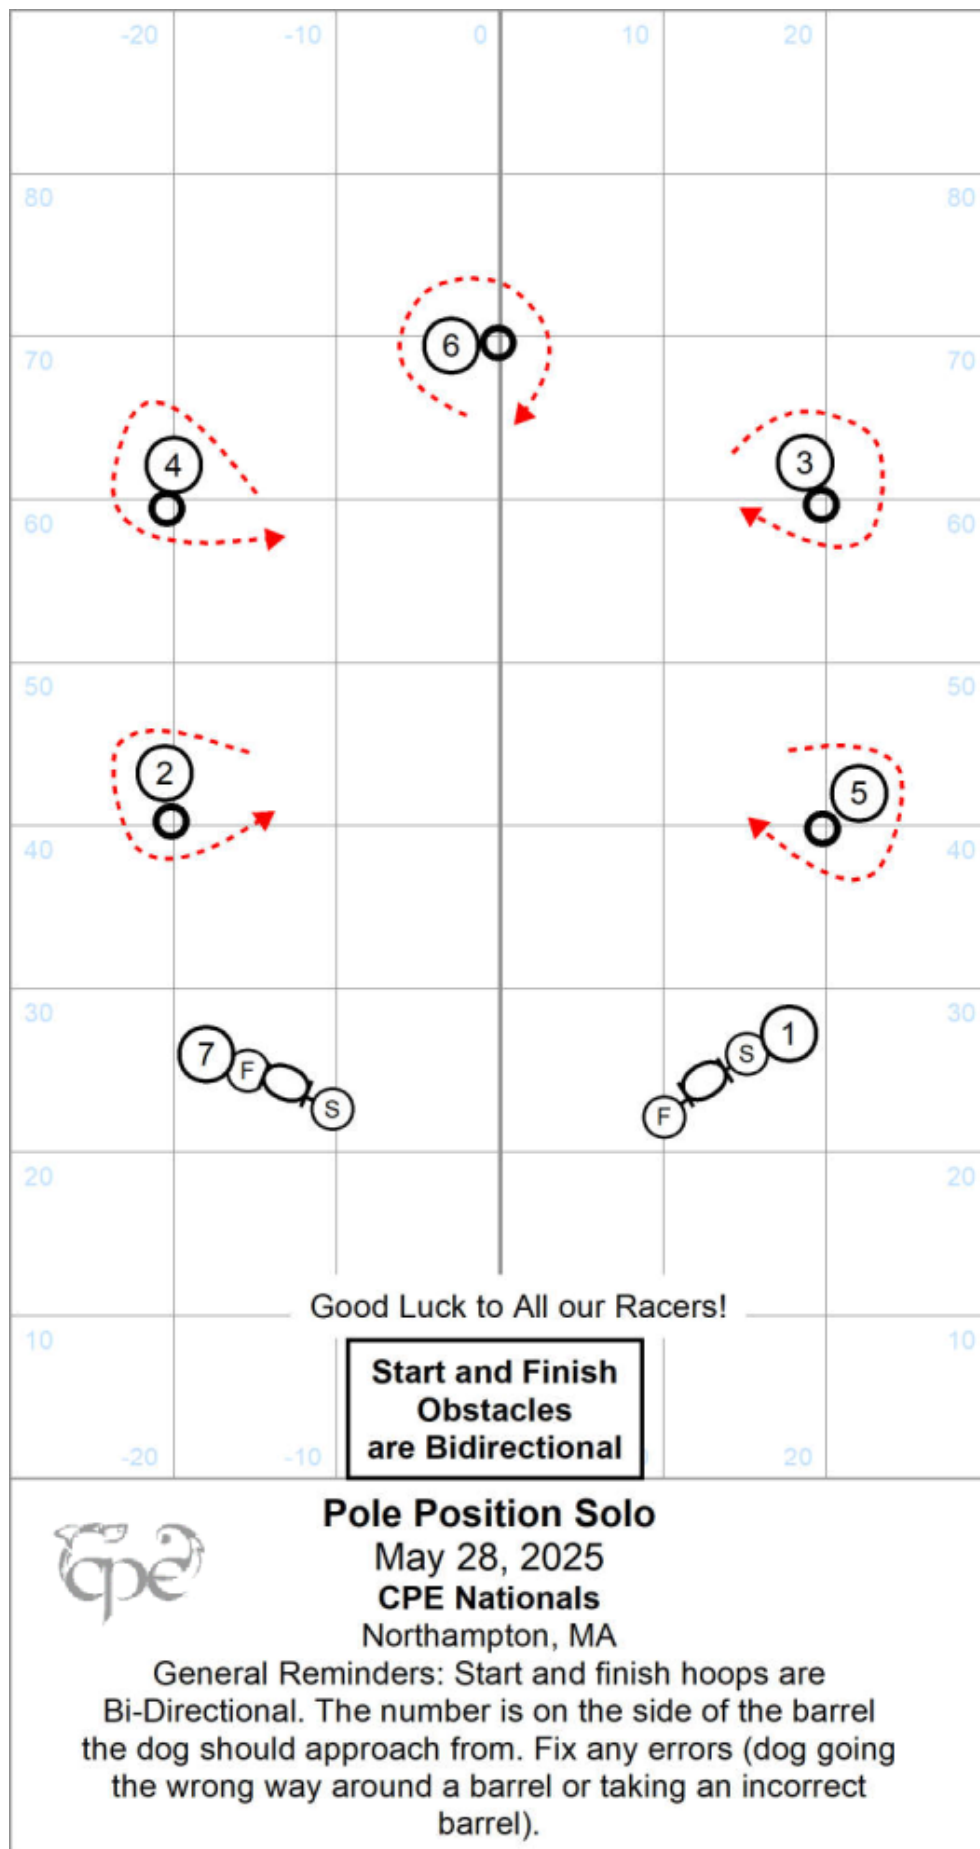 -20 -10 0 10 20
80 80
6
70 70
4 3
60 60
2 5
50 50
40 40
30 30
1
7 F S
S F
20 20
Good Luck to All our Racers!
10 10
Start and Finish
Obstacles
are Bidirectional
-20 -10 20
Pole Position Solo
cpe
May 28, 2025
CPE Nationals
Northampton, MA
General Reminders: Start and finish hoops are
Bi-Directional. The number is on the side of the barrel
the dog should approach from. Fix any errors (dog going
the wrong way around a barrel or taking an incorrect
barrel).